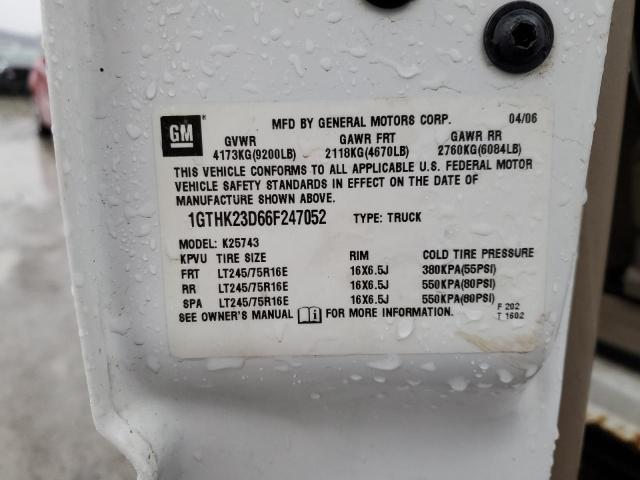 MFD BY GENERAL MOTORS CORP. 04/06
GM
GVWR GAWR FRT GAWR RR
4173KG(9200LB) 2118KG(4670LB) 2760KG(6084LB)
THIS VEHICLE CONFORMS TO ALL APPLICABLE U.S. FEDERAL MOTOR
VEHICLE SAFETY STANDARDS IN EFFECT ON THE DATE OF
MANUFACTURE SHOWN ABOVE.
1GTHK23D66F247052 TYPE: TRUCK
MODEL: K25743
KPVU TIRE SIZE RIM COLD TIRE PRESSURE
FRT LT245/75R16E 16X6.5J 380KPA(55PSI)
RR LT245/75R16E 16X6.5J 550KPA(80PSI)
SPA LT245/75R16E 16X6.5J 550KPA(80PSI)
SEE OWNER'S MANUAL i FOR MORE INFORMATION.
F 202
T 1602